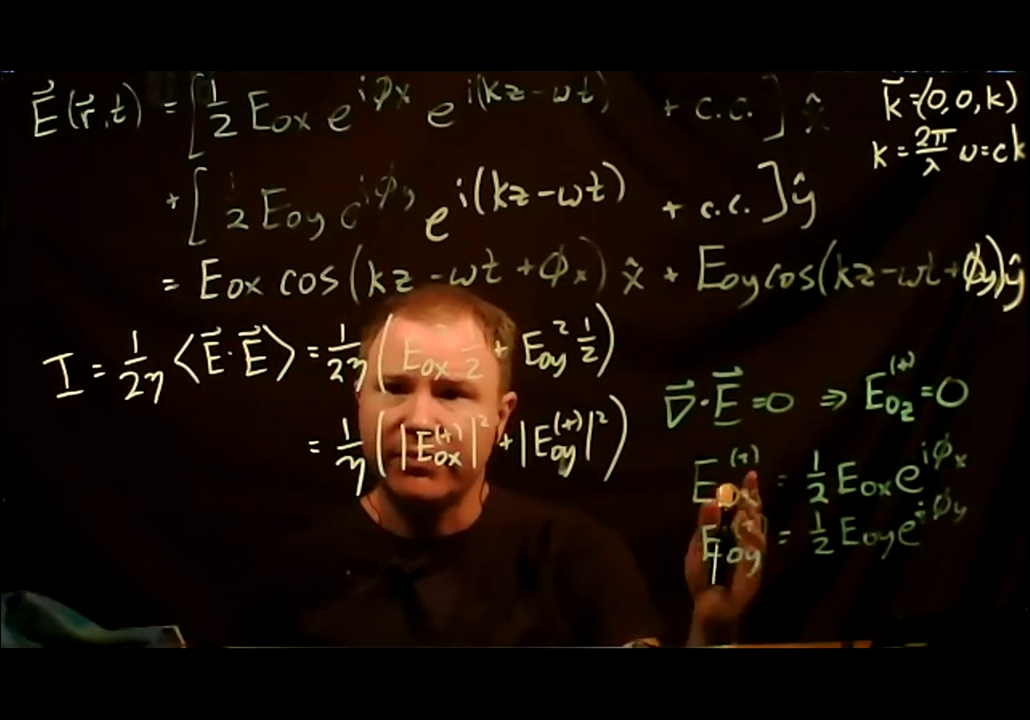 E⃗(r⃗,t) = [½ E₀ₓ e^{iϕₓ} e^{i(kz-ωt)} + c.c.] x̂
+ [½ E₀y e^{iϕy} e^{i(kz-ωt)} + c.c.] ŷ
= E₀ₓ cos(kz-ωt+ϕₓ) x̂ + E₀y cos(kz-ωt+ϕy) ŷ
I = 1/2η ⟨E⃗·E⃗⟩ = 1/2η (E₀ₓ ½ + E₀y² ½)
= 1/η (|E₀ₓ⁽⁺⁾|² + |E₀y⁽⁺⁾|²)
k⃗ = (0,0,k)
k = 2π/λ ω=ck
∇⃗·E⃗ = 0 ⇒ E₀z⁽⁺⁾ = 0
E₀ₓ⁽⁺⁾ = ½ E₀ₓ e^{iϕₓ}
E₀y⁽⁺⁾ = ½ E₀y e^{iϕy}